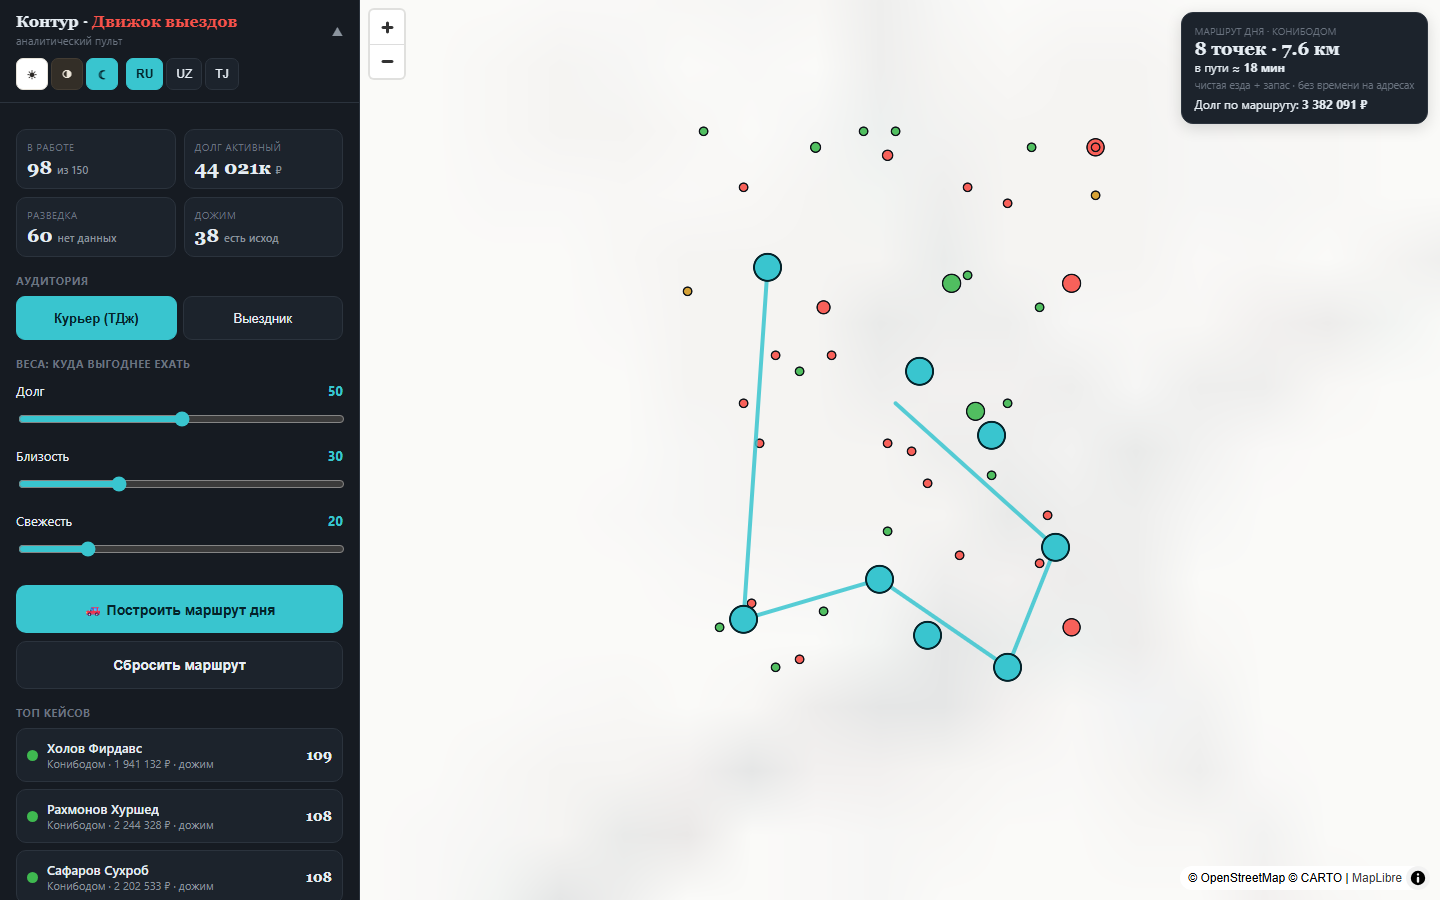 Контур · Движок выездов
аналитический пульт
▲
RU UZ TJ
В РАБОТЕ
98 из 150
ДОЛГ АКТИВНЫЙ
44 021к ₽
РАЗВЕДКА
60 нет данных
ДОЖИМ
38 есть исход
АУДИТОРИЯ
Курьер (ТДж)
Выездник
ВЕСА: КУДА ВЫГОДНЕЕ ЕХАТЬ
Долг 50
Близость 30
Свежесть 20
Построить маршрут дня
Сбросить маршрут
ТОП КЕЙСОВ
Холов Фирдавс
Конибодом · 1 941 132 ₽ · дожим
109
Рахмонов Хуршед
Конибодом · 2 244 328 ₽ · дожим
108
Сафаров Сухроб
Конибодом · 2 202 533 ₽ · дожим
108
+
−
МАРШРУТ ДНЯ · КОНИБОДОМ
8 точек · 7.6 км
в пути ≈ 18 мин
чистая езда + запас · без времени на адресах
Долг по маршруту: 3 382 091 ₽
© OpenStreetMap © CARTO | MapLibre